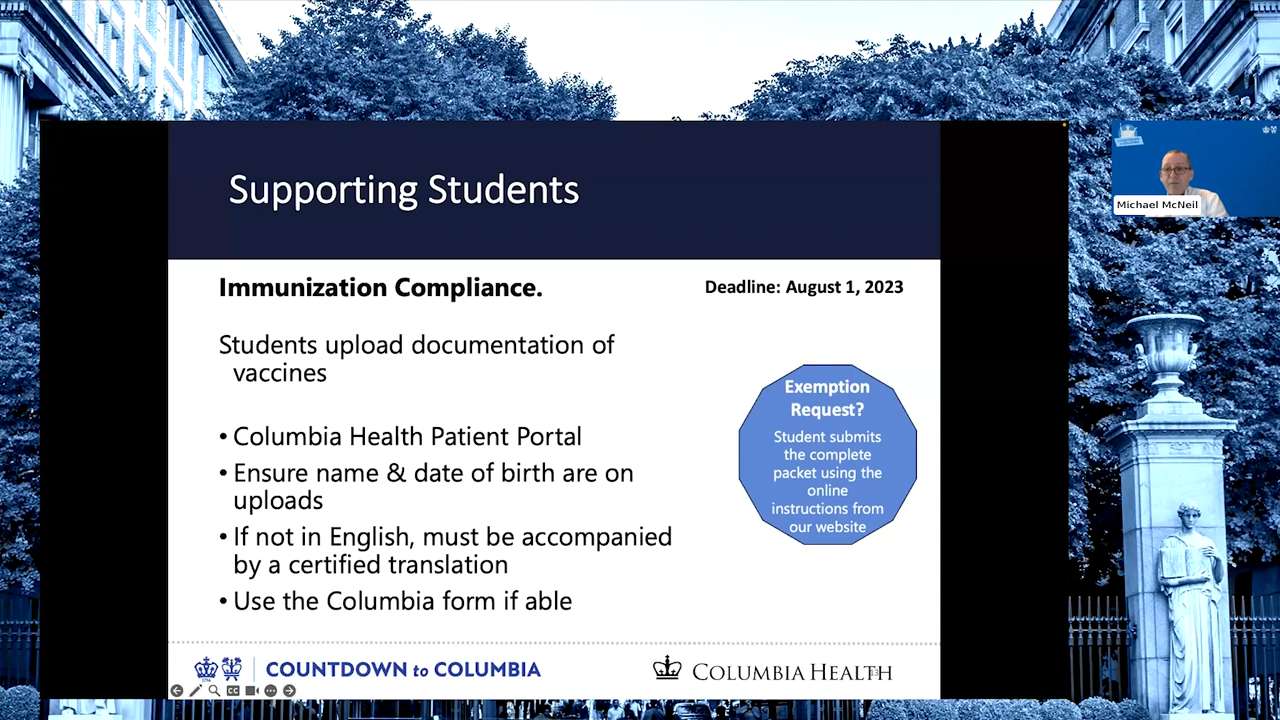 Supporting Students
Michael McNeil
Immunization Compliance.
Deadline: August 1, 2023
Students upload documentation of
vaccines
• Columbia Health Patient Portal
• Ensure name & date of birth are on
uploads
• If not in English, must be accompanied
by a certified translation
• Use the Columbia form if able
Exemption
Request?
Student submits
the complete
packet using the
online
instructions from
our website
COUNTDOWN to COLUMBIA
COLUMBIA HEALTH
CC